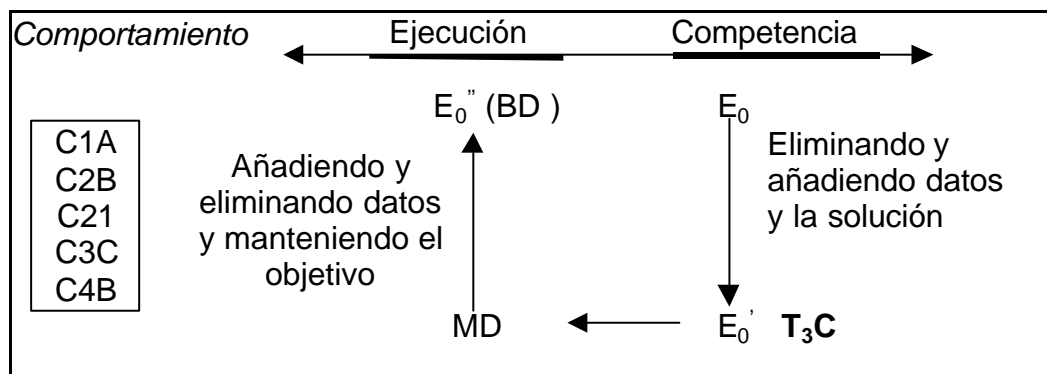 Comportamiento Ejecución Competencia
E₀” (BD ) E₀
C1A
C2B
C21
C3C
C4B
Añadiendo y
eliminando datos
y manteniendo el
objetivo
Eliminando y
añadiendo datos
y la solución
MD E₀’ T₃C